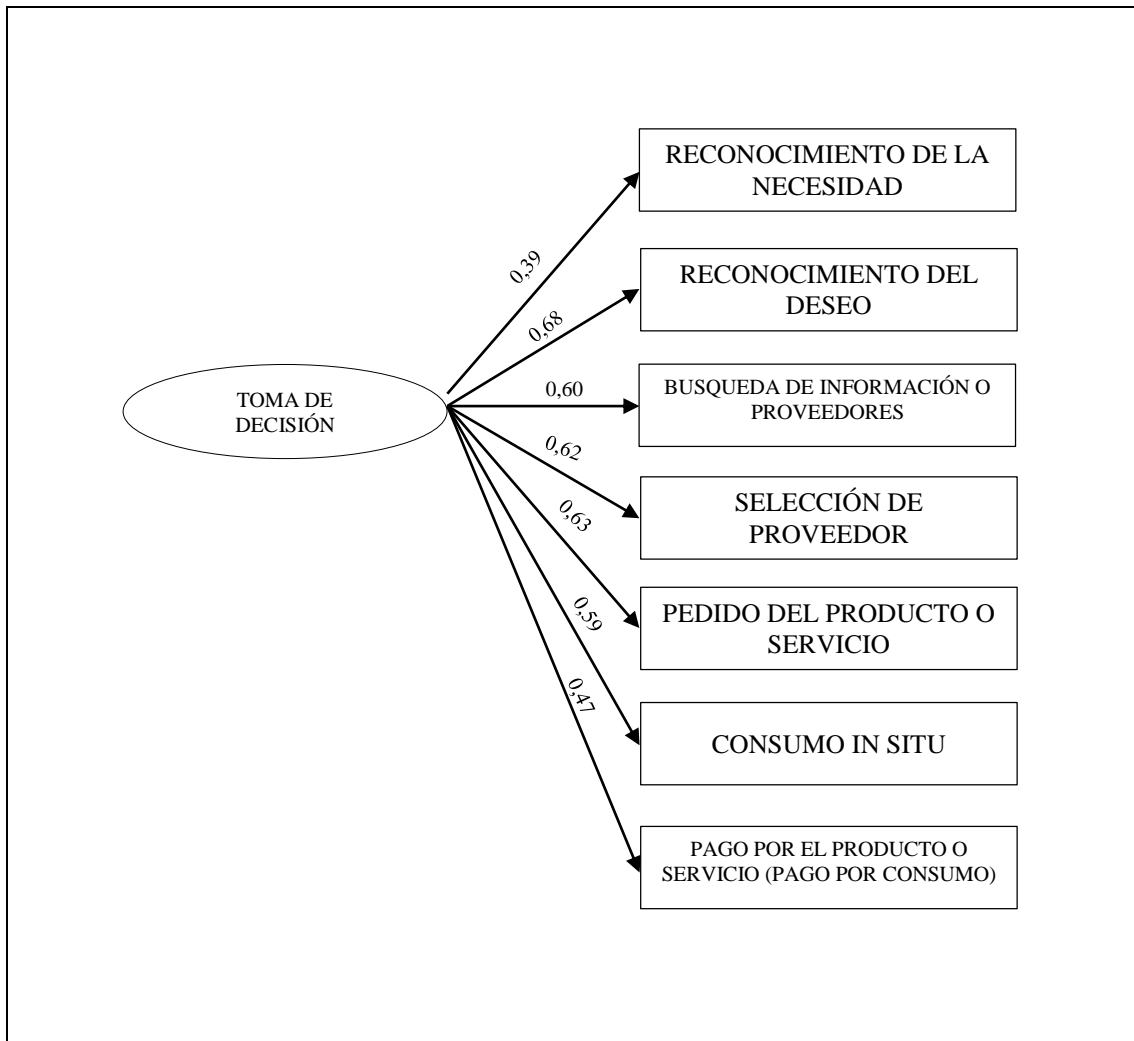 RECONOCIMIENTO DE LA
NECESIDAD
0,39
RECONOCIMIENTO DEL
DESEO
0,68
TOMA DE
DECISIÓN
0,60
BUSQUEDA DE INFORMACIÓN O
PROVEEDORES
0,62
SELECCIÓN DE
PROVEEDOR
0,63
PEDIDO DEL PRODUCTO O
SERVICIO
0,59
CONSUMO IN SITU
0,47
PAGO POR EL PRODUCTO O
SERVICIO (PAGO POR CONSUMO)